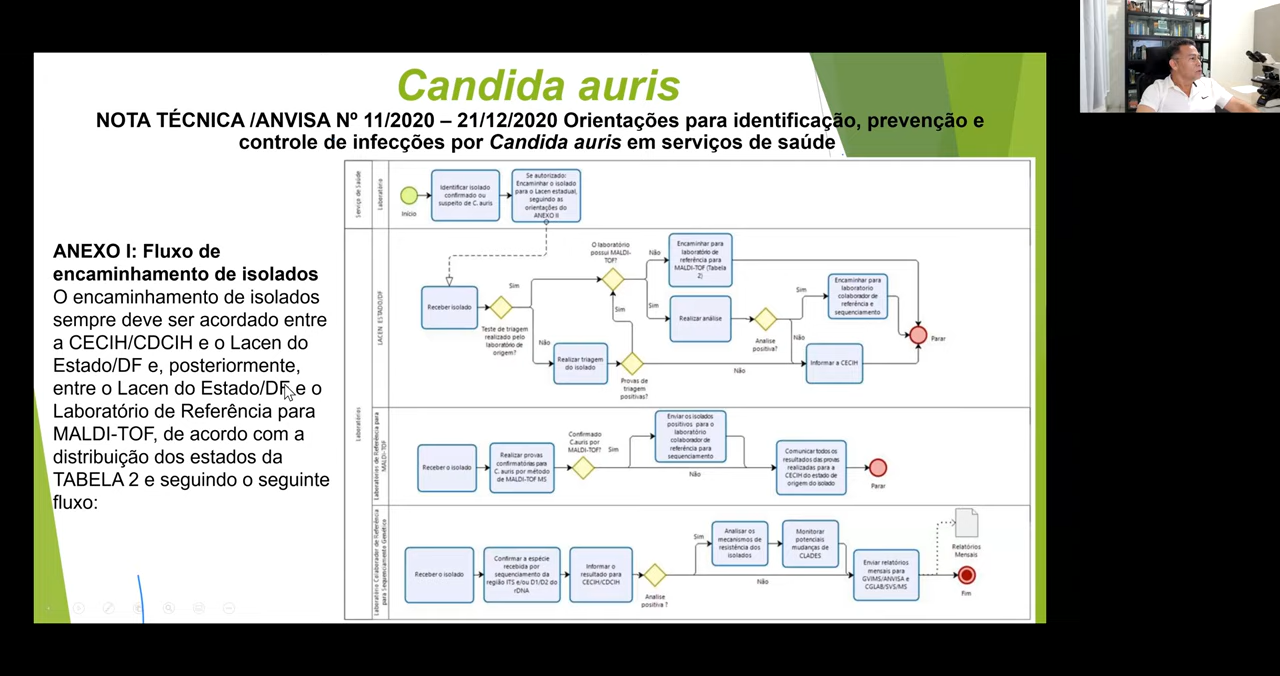 Candida auris
NOTA TÉCNICA /ANVISA Nº 11/2020 – 21/12/2020 Orientações para identificação, prevenção e
controle de infecções por Candida auris em serviços de saúde
ANEXO I: Fluxo de
encaminhamento de isolados
O encaminhamento de isolados
sempre deve ser acordado entre
a CECIH/CDCIH e o Lacen do
Estado/DF e, posteriormente,
entre o Lacen do Estado/DF e o
Laboratório de Referência para
MALDI-TOF, de acordo com a
distribuição dos estados da
TABELA 2 e seguindo o seguinte
fluxo:
Serviço de Saúde
Laboratório
Início
Identificar isolado
confirmado ou
suspeito de C. auris
Se autorizado:
Encaminhar o isolado
para o Lacen estadual,
seguindo as
orientações do
ANEXO II
Laboratórios
LACEN ESTADO/DF
Receber isolado
Teste de triagem
realizado pelo
laboratório de
origem?
Sim
Não
Realizar triagem
do isolado
Provas de
triagem
positivas?
Sim
Não
O laboratório
possui MALDI-
TOF?
Não
Sim
Encaminhar para
laboratório de
referência para
MALDI-TOF (Tabela
2)
Realizar análise
Analise
positiva?
Sim
Não
Encaminhar para
laboratorio
colaborador de
referência e
sequenciamento
Informar a CECIH
Parar
Laboratórios de Referência para
MALDI-TOF
Receber o isolado
Realizar provas
confirmatórias para
C. auris por método
de MALDI-TOF MS
Confirmado
C.auris por
MALDI-TOF?
Sim
Não
Enviar os isolados
positivos para o
laboratório
colaborador de
referência para
sequenciamento
Comunicar todos os
resultados das provas
realizadas para a
CECIH do estado de
origem do isolado
Parar
Laboratório Colaborador de Referência
para Sequenciamento Genético
Receber o isolado
Confirmar a espécie
recebida por
sequenciamento da
região ITS e/ou D1/D2 do
rDNA
Informar o
resultado para
CECIH/CDCIH
Analise
positiva ?
Sim
Não
Analisar os
mecanismos de
resistência dos
isolados
Monitorar
potenciais
mudanças de
CLADES
Enviar relatórios
mensais para
GVIMS/ANVISA e
CGLAB/SVS/MS
Relatórios
Mensais
Fim